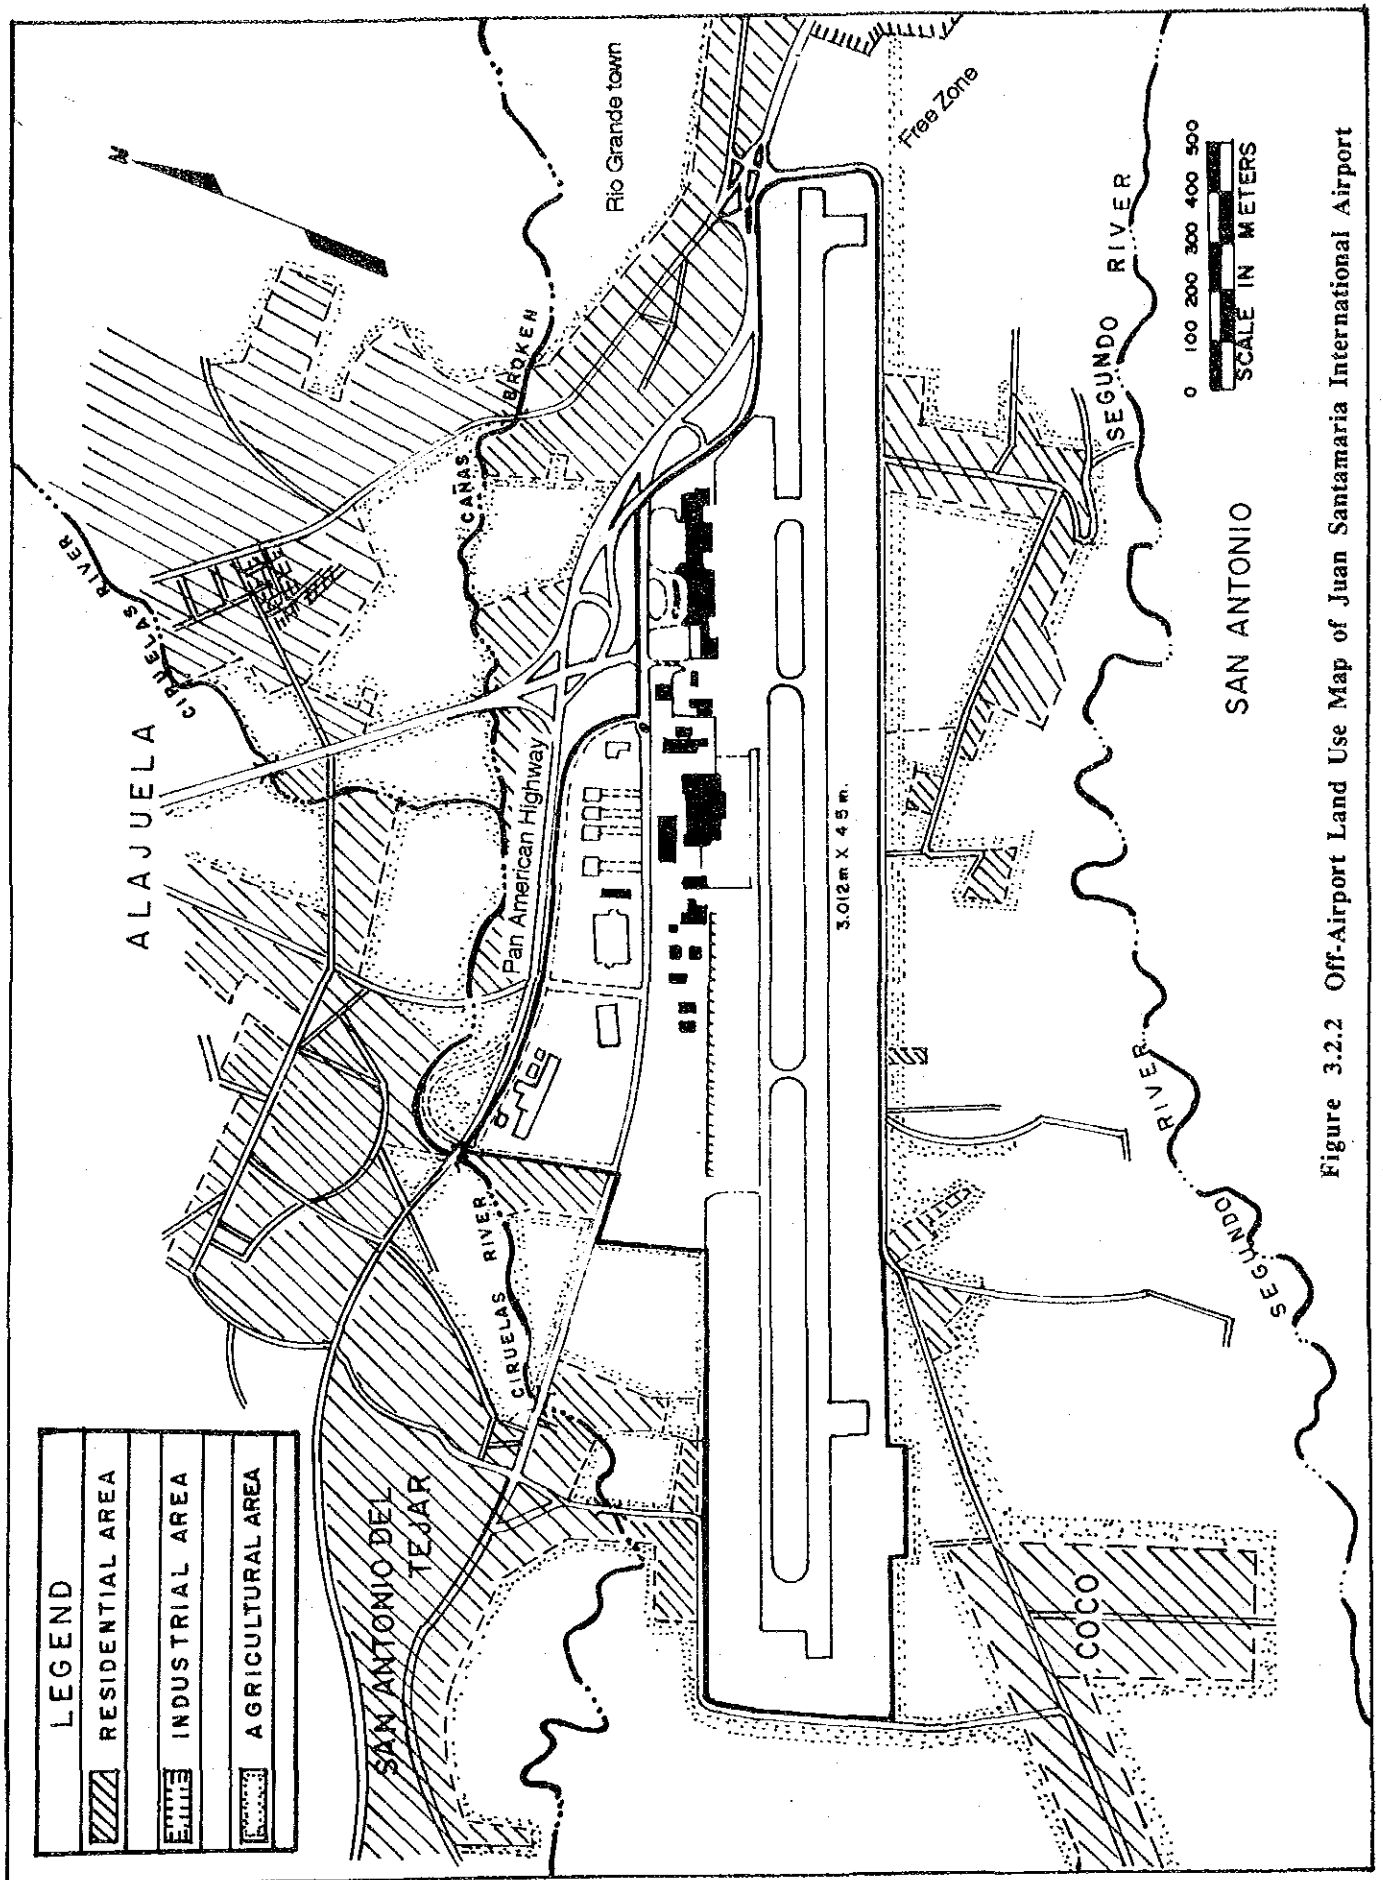 LEGEND
RESIDENTIAL AREA
INDUSTRIAL AREA
AGRICULTURAL AREA
ALAJUELA
CIRUELAS RIVER
N
BROKEN
CAÑAS
Rio Grande town
Free Zone
Pan American Highway
SAN ANTONIO DEL
TEJAR
CIRUELAS RIVER
3.012m X 45m.
COCO
SEGUNDO RIVER
SEGUNDO RIVER
SAN ANTONIO
0 100 200 300 400 500
SCALE IN METERS
Figure 3.2.2 Off-Airport Land Use Map of Juan Santamaria International Airport